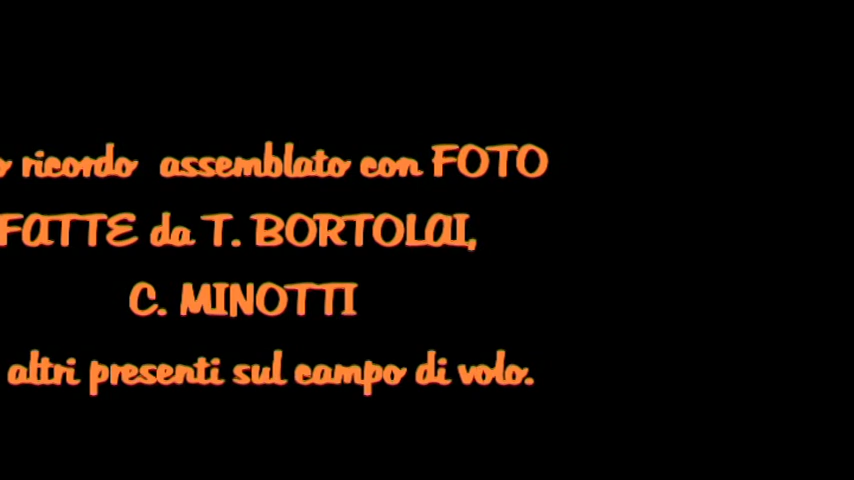 ricordo assemblato con FOTO
FATTE da T. BORTOLAI,
C. MINOTTI
altri presenti sul campo di volo.